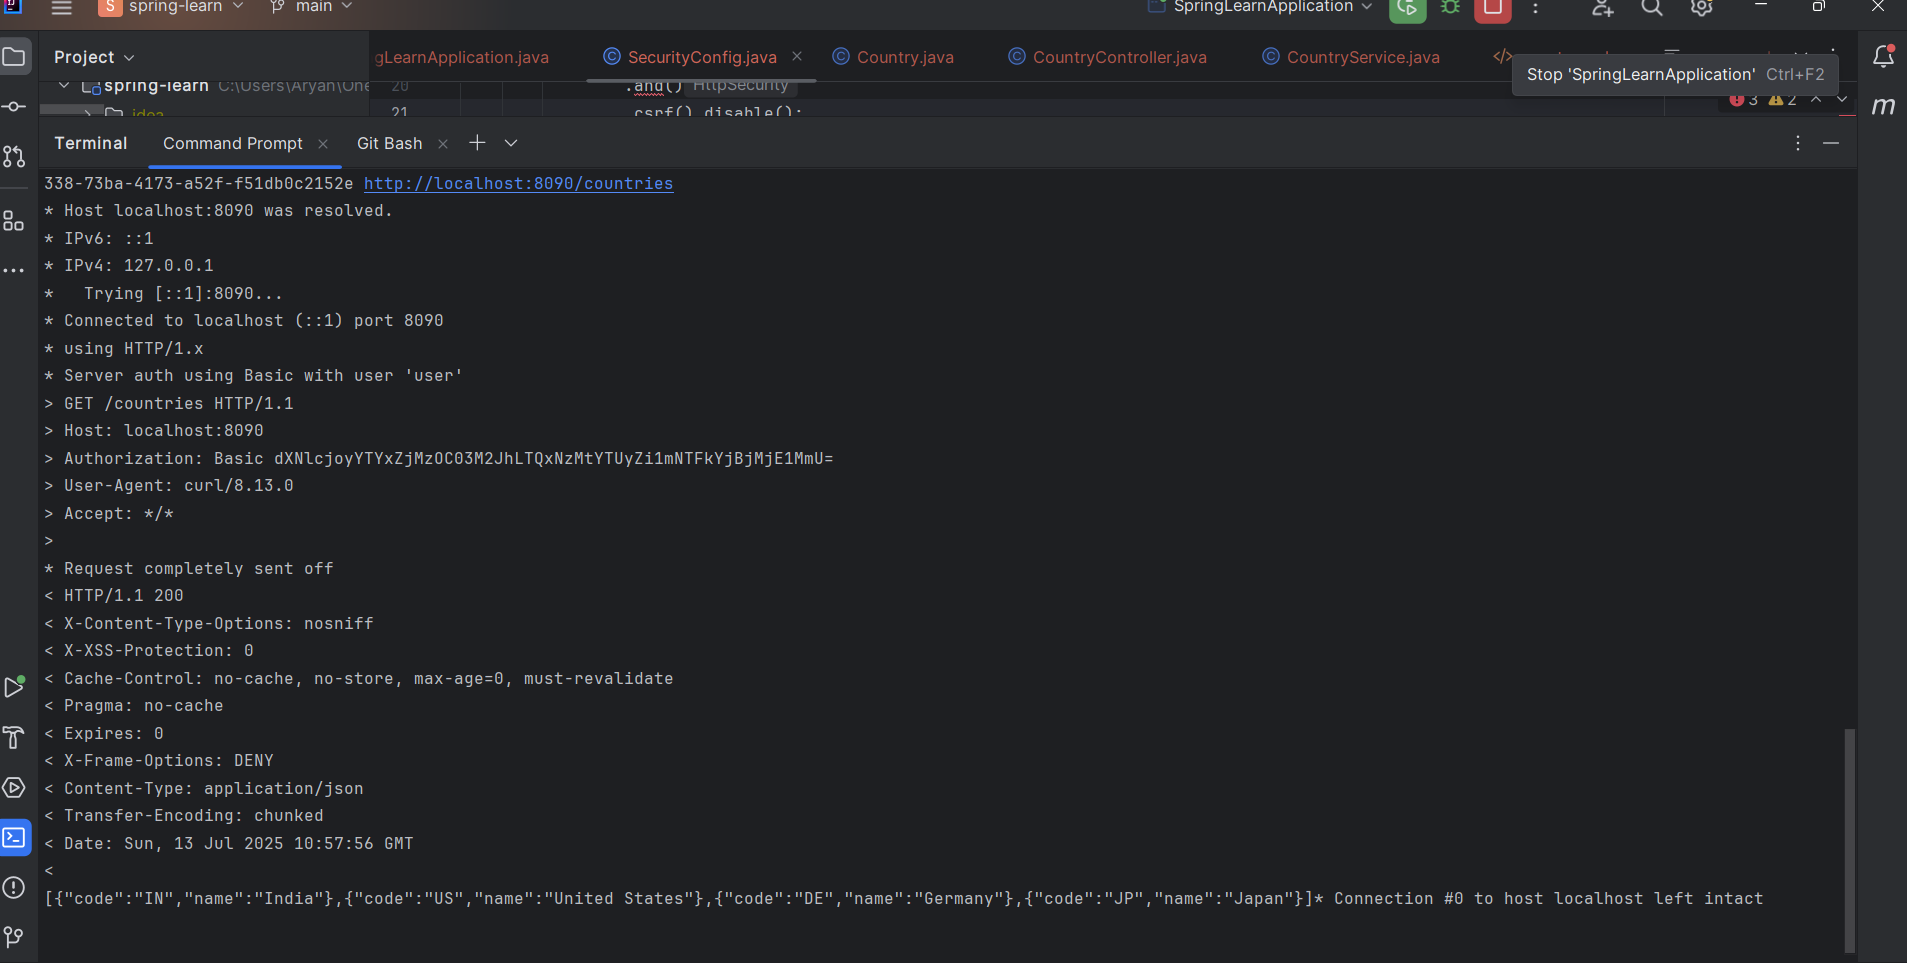 spring-learn
main
SpringLearnApplication
Project
gLearnApplication.java
SecurityConfig.java
Country.java
CountryController.java
CountryService.java
Stop 'SpringLearnApplication' Ctrl+F2
spring-learn C:\Users\Aryan\One
20 .and() HttpSecurity
3 2
idea
21 csrf().disable();
Terminal
Command Prompt
Git Bash
338-73ba-4173-a52f-f51db0c2152e http://localhost:8090/countries
* Host localhost:8090 was resolved.
* IPv6: ::1
* IPv4: 127.0.0.1
*   Trying [::1]:8090...
* Connected to localhost (::1) port 8090
* using HTTP/1.x
* Server auth using Basic with user 'user'
> GET /countries HTTP/1.1
> Host: localhost:8090
> Authorization: Basic dXNlcjoyYTYxZjMzOC03M2JhLTQxNzMtYTUyZi1mNTFkYjBjMjE1MmU=
> User-Agent: curl/8.13.0
> Accept: */*
>
* Request completely sent off
< HTTP/1.1 200
< X-Content-Type-Options: nosniff
< X-XSS-Protection: 0
< Cache-Control: no-cache, no-store, max-age=0, must-revalidate
< Pragma: no-cache
< Expires: 0
< X-Frame-Options: DENY
< Content-Type: application/json
< Transfer-Encoding: chunked
< Date: Sun, 13 Jul 2025 10:57:56 GMT
<
[{"code":"IN","name":"India"},{"code":"US","name":"United States"},{"code":"DE","name":"Germany"},{"code":"JP","name":"Japan"}]* Connection #0 to host localhost left intact